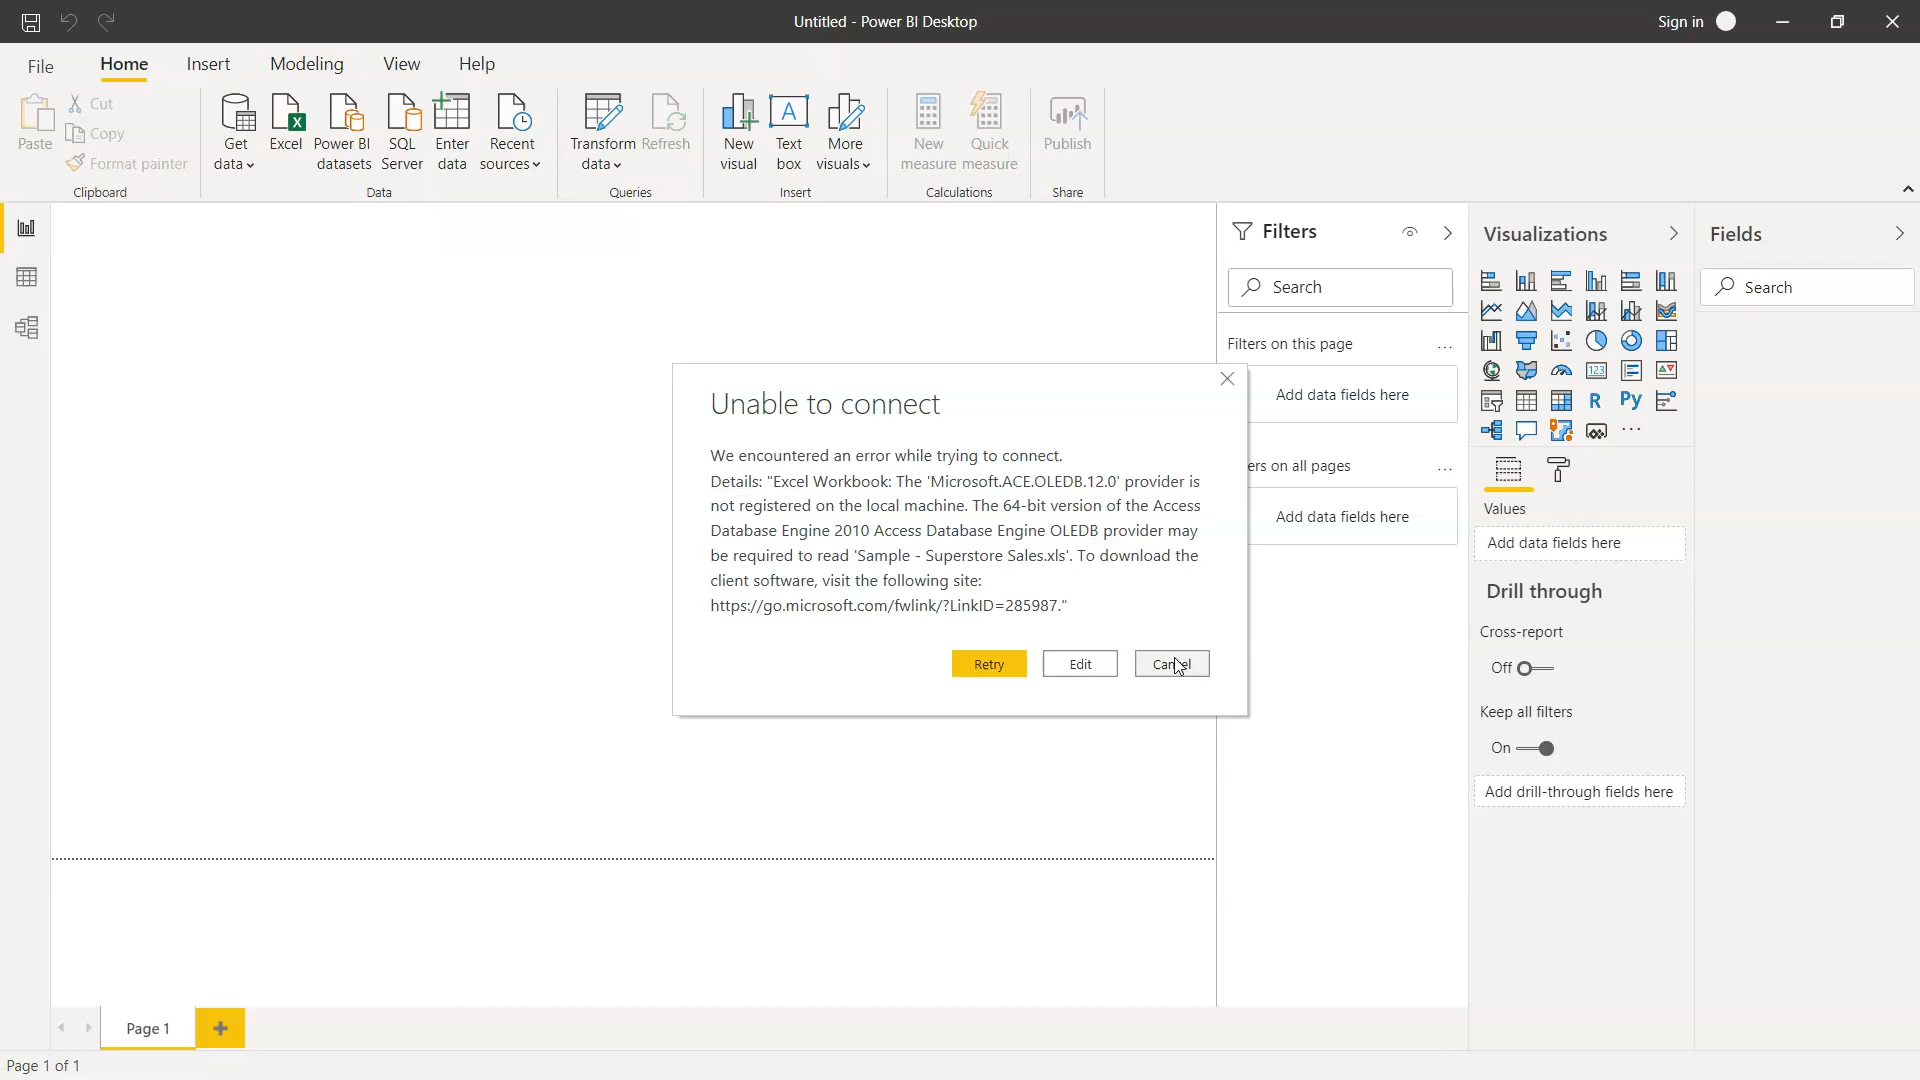 Untitled - Power BI Desktop
Sign in
File Home Insert Modeling View Help
Paste
Cut
Copy
Format painter
Clipboard
Get data
Excel
Power BI datasets
SQL Server
Enter data
Recent sources
Data
Transform data
Refresh
Queries
New visual
Text box
More visuals
Insert
New measure
Quick measure
Calculations
Publish
Share
Filters
Search
Filters on this page
...
Add data fields here
ers on all pages
...
Add data fields here
Visualizations
123
R
Py
...
Values
Add data fields here
Drill through
Cross-report
Off
Keep all filters
On
Add drill-through fields here
Fields
Search
Unable to connect
We encountered an error while trying to connect.
Details: "Excel Workbook: The 'Microsoft.ACE.OLEDB.12.0' provider is
not registered on the local machine. The 64-bit version of the Access
Database Engine 2010 Access Database Engine OLEDB provider may
be required to read 'Sample - Superstore Sales.xls'. To download the
client software, visit the following site:
https://go.microsoft.com/fwlink/?LinkID=285987."
Retry
Edit
Cancel
Page 1
Page 1 of 1